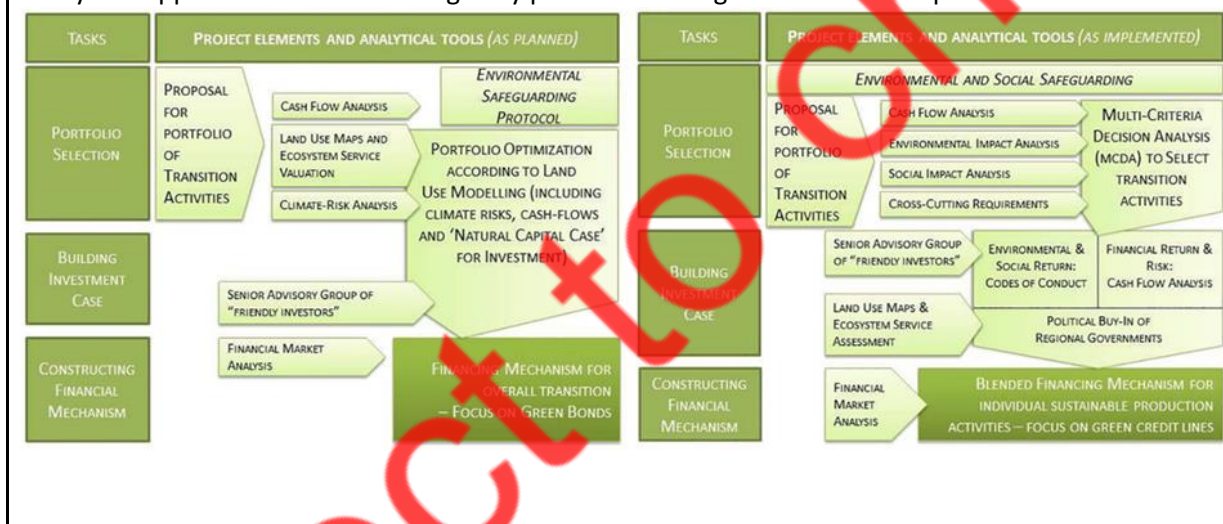 TASKS
PROJECT ELEMENTS AND ANALYTICAL TOOLS (AS PLANNED)
PORTFOLIO
SELECTION
PROPOSAL
FOR
PORTFOLIO
OF
TRANSITION
ACTIVITIES
CASH FLOW ANALYSIS
LAND USE MAPS AND
ECOSYSTEM SERVICE
VALUATION
CLIMATE-RISK ANALYSIS
ENVIRONMENTAL
SAFEGUARDING
PROTOCOL
PORTFOLIO OPTIMIZATION
ACCORDING TO LAND
USE MODELLING (INCLUDING
CLIMATE RISKS, CASH-FLOWS
AND ‘NATURAL CAPITAL CASE’
FOR INVESTMENT)
BUILDING
INVESTMENT
CASE
SENIOR ADVISORY GROUP OF
“FRIENDLY INVESTORS”
CONSTRUCTING
FINANCIAL
MECHANISM
FINANCIAL MARKET
ANALYSIS
FINANCING MECHANISM FOR
OVERALL TRANSITION
– FOCUS ON GREEN BONDS
TASKS
PROJECT ELEMENTS AND ANALYTICAL TOOLS (AS IMPLEMENTED)
PORTFOLIO
SELECTION
ENVIRONMENTAL AND SOCIAL SAFEGUARDING
PROPOSAL
FOR
PORTFOLIO
OF
TRANSITION
ACTIVITIES
CASH FLOW ANALYSIS
ENVIRONMENTAL IMPACT ANALYSIS
SOCIAL IMPACT ANALYSIS
CROSS-CUTTING REQUIREMENTS
MULTI-CRITERIA
DECISION ANALYSIS
(MCDA) TO SELECT
TRANSITION
ACTIVITIES
BUILDING
INVESTMENT
CASE
SENIOR ADVISORY GROUP
OF “FRIENDLY INVESTORS”
ENVIRONMENTAL &
SOCIAL RETURN:
CODES OF CONDUCT
FINANCIAL RETURN &
RISK:
CASH FLOW ANALYSIS
LAND USE MAPS &
ECOSYSTEM SERVICE
ASSESSMENT
POLITICAL BUY-IN OF
REGIONAL GOVERNMENTS
CONSTRUCTING
FINANCIAL
MECHANISM
FINANCIAL
MARKET
ANALYSIS
BLENDED FINANCING MECHANISM FOR
INDIVIDUAL SUSTAINABLE PRODUCTION
ACTIVITIES – FOCUS ON GREEN CREDIT LINES
ct to ch